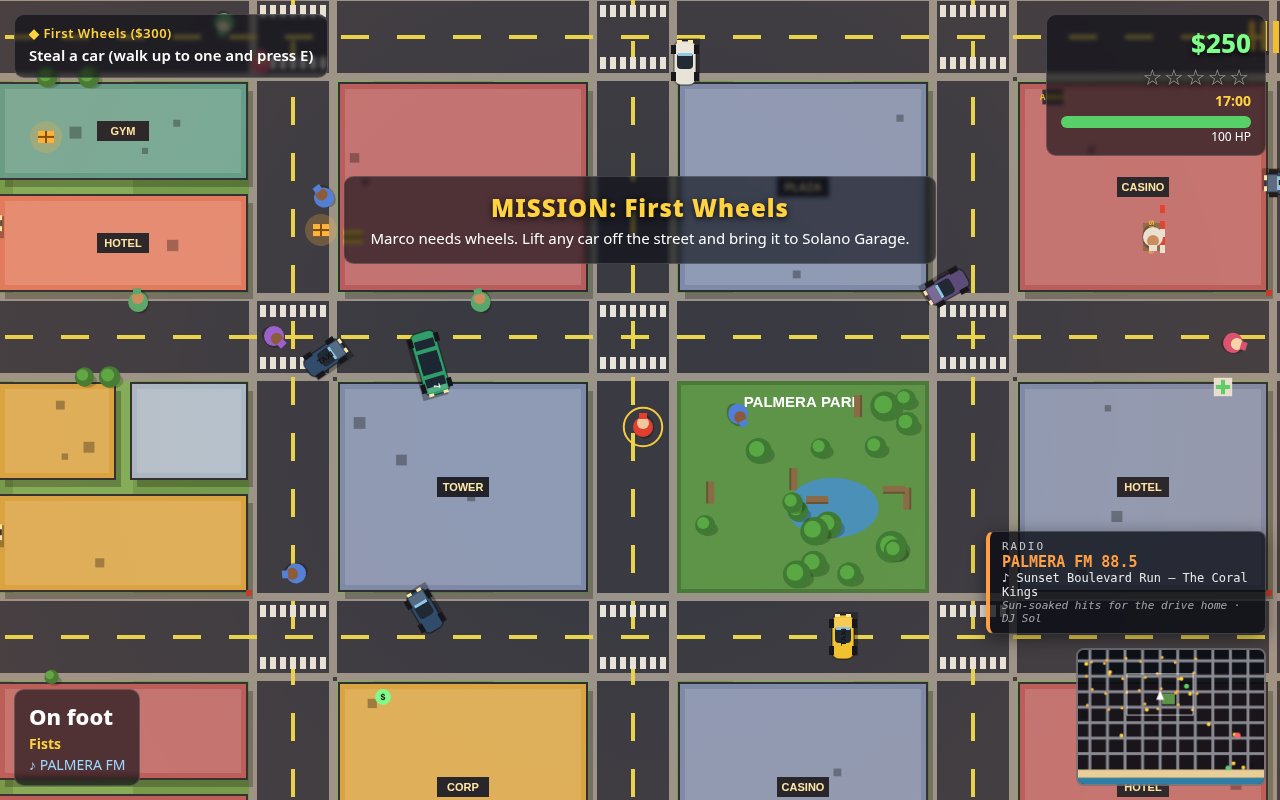 ◆ First Wheels ($300)
Steal a car (walk up to one and press E)
$250
☆☆☆☆☆
17:00
100 HP
GYM
HOTEL
CASINO
MISSION: First Wheels
Marco needs wheels. Lift any car off the street and bring it to Solano Garage.
PALMERA PARK
TOWER
HOTEL
RADIO
PALMERA FM 88.5
♪ Sunset Boulevard Run — The Coral
Kings
Sun-soaked hits for the drive home ·
DJ Sol
On foot
Fists
♪ PALMERA FM
$
CORP
CASINO
HOTEL